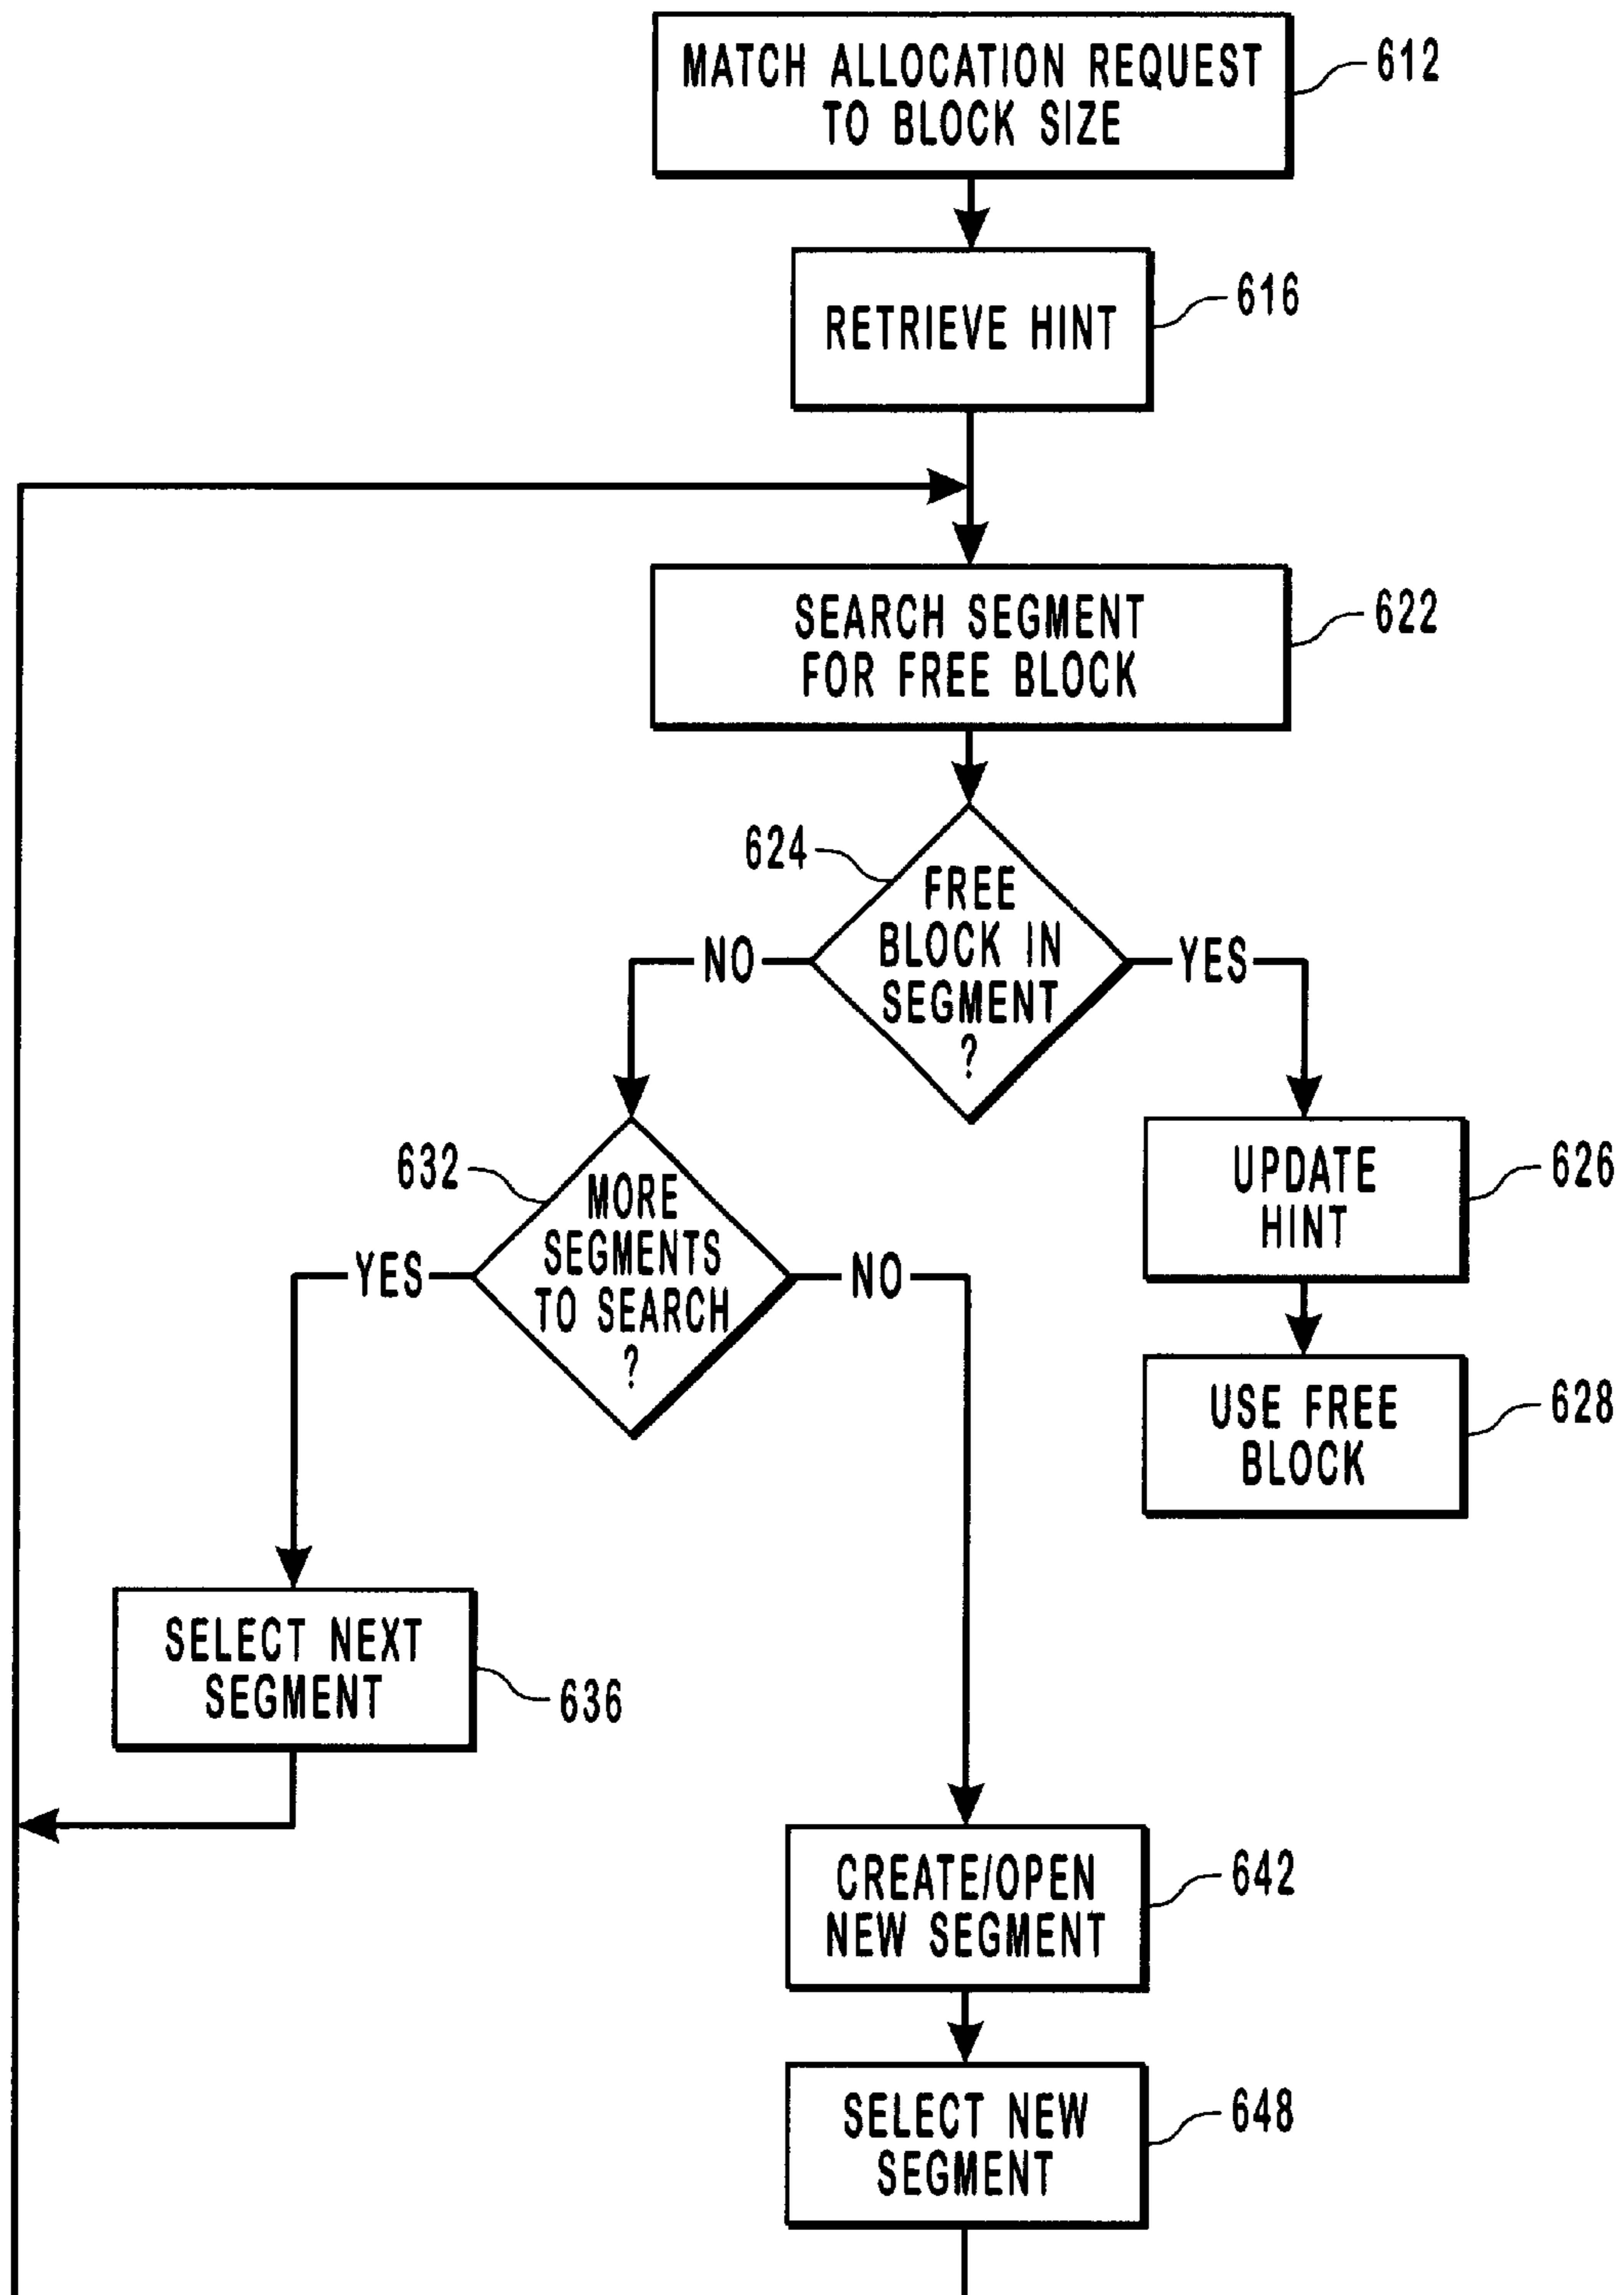 MATCH ALLOCATION REQUEST
TO BLOCK SIZE
612
RETRIEVE HINT
616
SEARCH SEGMENT
FOR FREE BLOCK
622
624
FREE
BLOCK IN
SEGMENT
?
NO
YES
632
MORE
SEGMENTS
TO SEARCH
?
YES
NO
UPDATE
HINT
626
USE FREE
BLOCK
628
SELECT NEXT
SEGMENT
636
CREATE/OPEN
NEW SEGMENT
642
SELECT NEW
SEGMENT
648